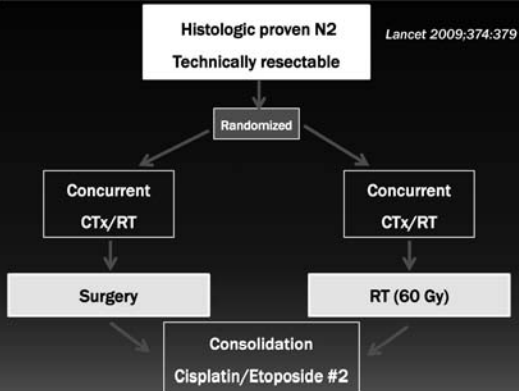 Histologic proven N2
Technically resectable
Lancet 2009;374:379
Randomized
Concurrent
CTx/RT
Concurrent
CTx/RT
Surgery
RT (60 Gy)
Consolidation
Cisplatin/Etoposide #2